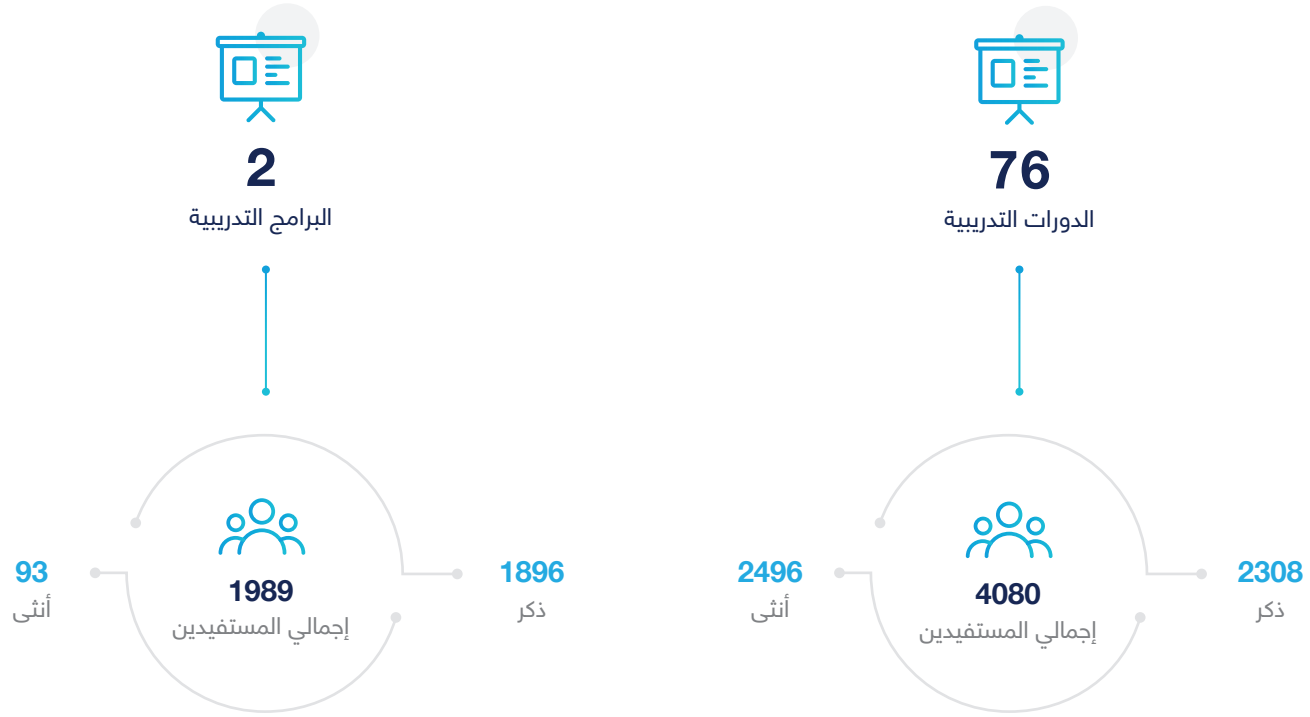 76
الدورات التدريبية
2308
ذكر
4080
إجمالي المستفيدين
2496
أنثى
2
البرامج التدريبية
1896
ذكر
1989
إجمالي المستفيدين
93
أنثى